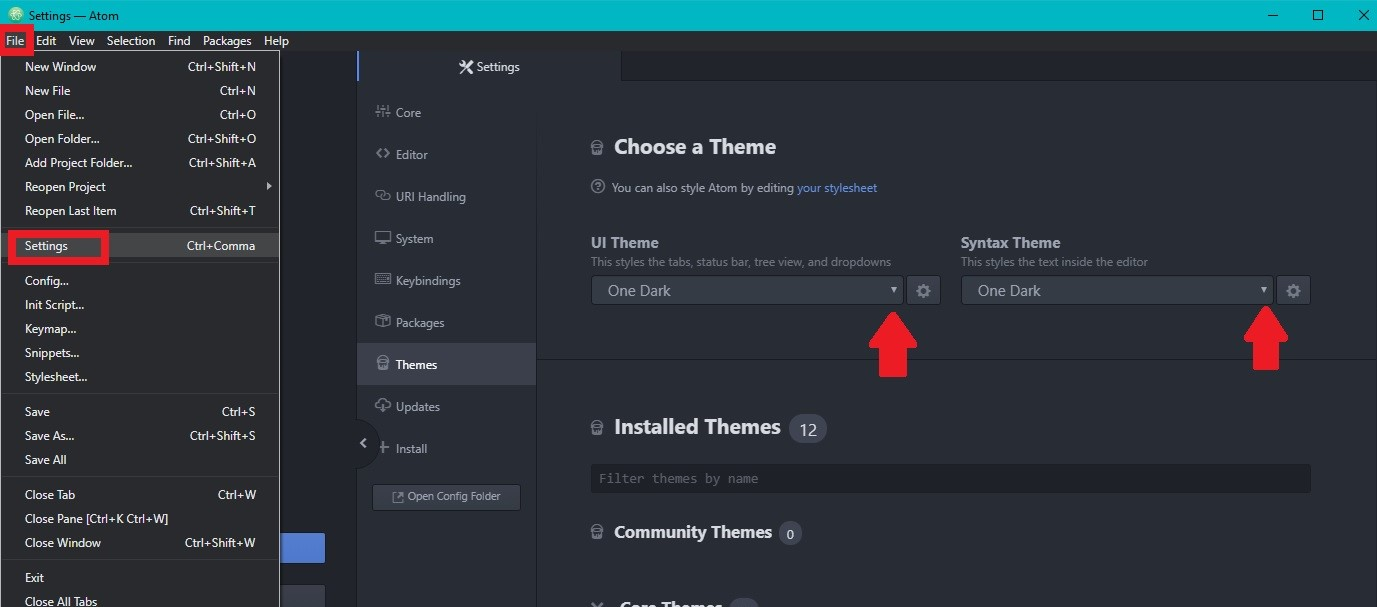 Settings — Atom
File Edit View Selection Find Packages Help
New Window Ctrl+Shift+N
New File Ctrl+N
Open File... Ctrl+O
Open Folder... Ctrl+Shift+O
Add Project Folder... Ctrl+Shift+A
Reopen Project
Reopen Last Item Ctrl+Shift+T
Settings Ctrl+Comma
Config...
Init Script...
Keymap...
Snippets...
Stylesheet...
Save Ctrl+S
Save As... Ctrl+Shift+S
Save All
Close Tab Ctrl+W
Close Pane [Ctrl+K Ctrl+W]
Close Window Ctrl+Shift+W
Exit
Close All Tabs
Settings
Core
Editor
URI Handling
System
Keybindings
Packages
Themes
Updates
Install
Open Config Folder
Choose a Theme
You can also style Atom by editing your stylesheet
UI Theme
This styles the tabs, status bar, tree view, and dropdowns
One Dark
Syntax Theme
This styles the text inside the editor
One Dark
Installed Themes 12
Filter themes by name
Community Themes 0
Core Themes